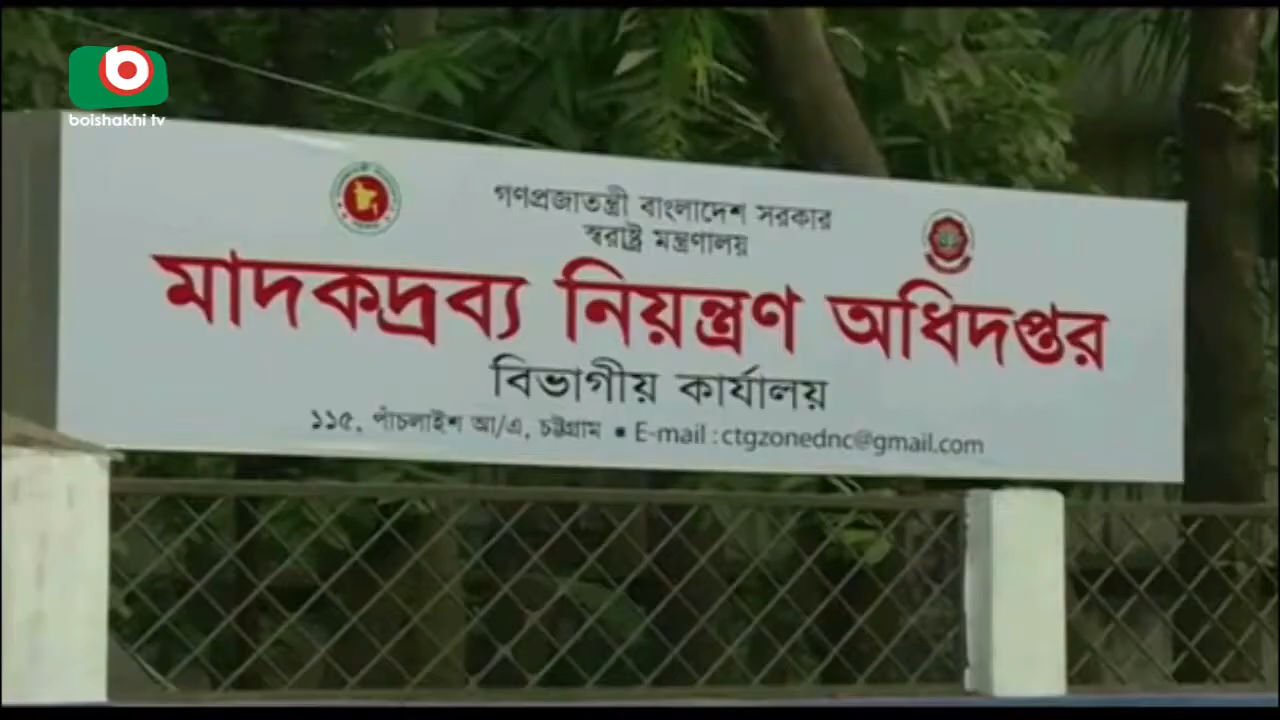 boishakhi tv
গণপ্রজাতন্ত্রী বাংলাদেশ সরকার
স্বরাষ্ট্র মন্ত্রণালয়
মাদকদ্রব্য নিয়ন্ত্রণ অধিদপ্তর
বিভাগীয় কার্যালয়
১১৫, পাঁচলাইশ আ/এ, চট্টগ্রাম ▪ E-mail : ctgzonednc@gmail.com